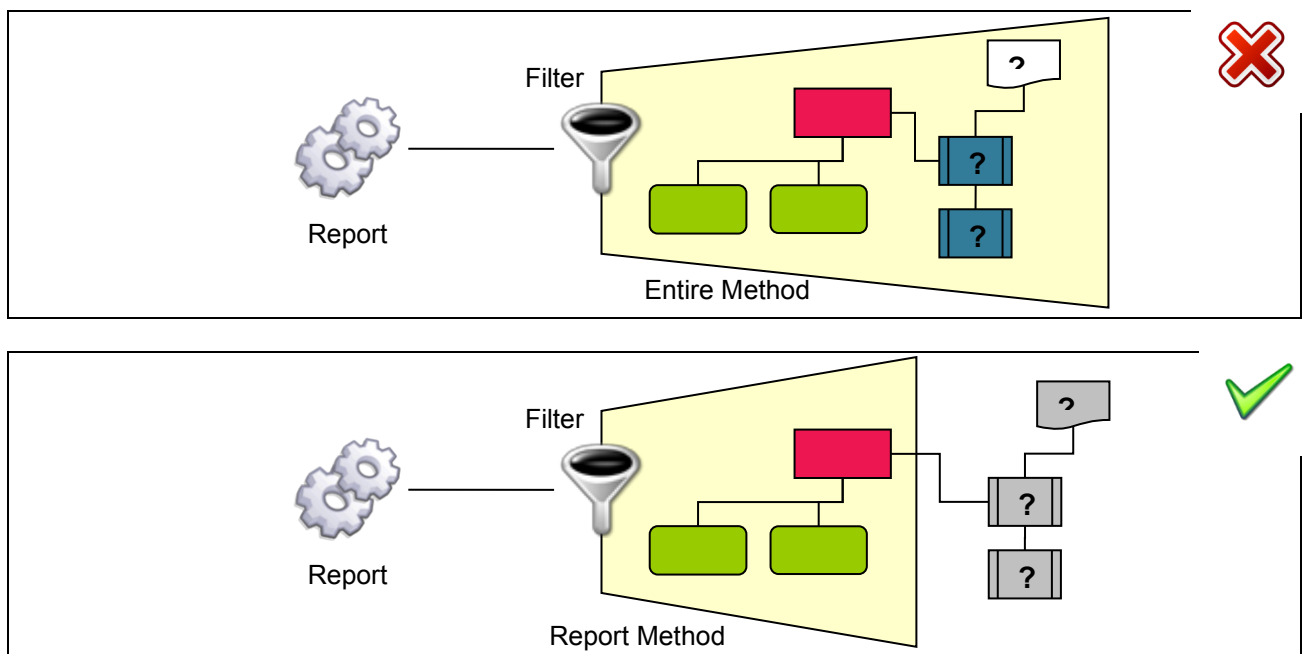 Filter
?
?
?
Report
Entire Method
Filter
?
?
?
Report
Report Method